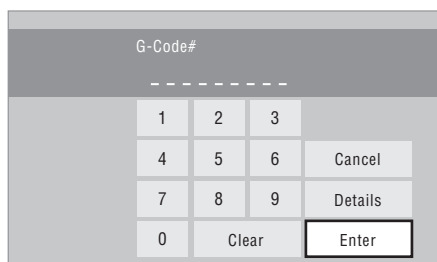 G-Code#
_ _ _ _ _ _ _ _ _
1 2 3
4 5 6 Cancel
7 8 9 Details
0 Clear Enter